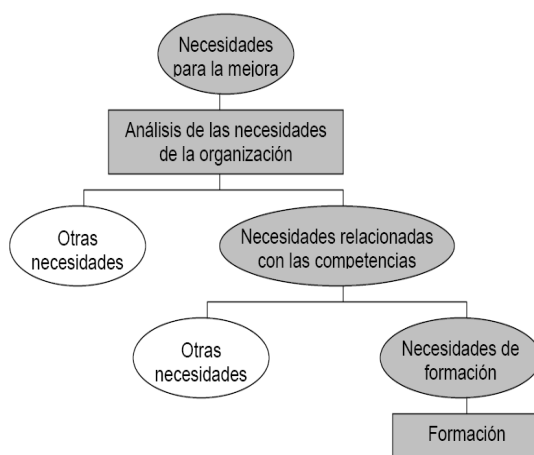 Necesidades
para la mejora
Análisis de las necesidades
de la organización
Otras
necesidades
Necesidades relacionadas
con las competencias
Otras
necesidades
Necesidades de
formación
Formación